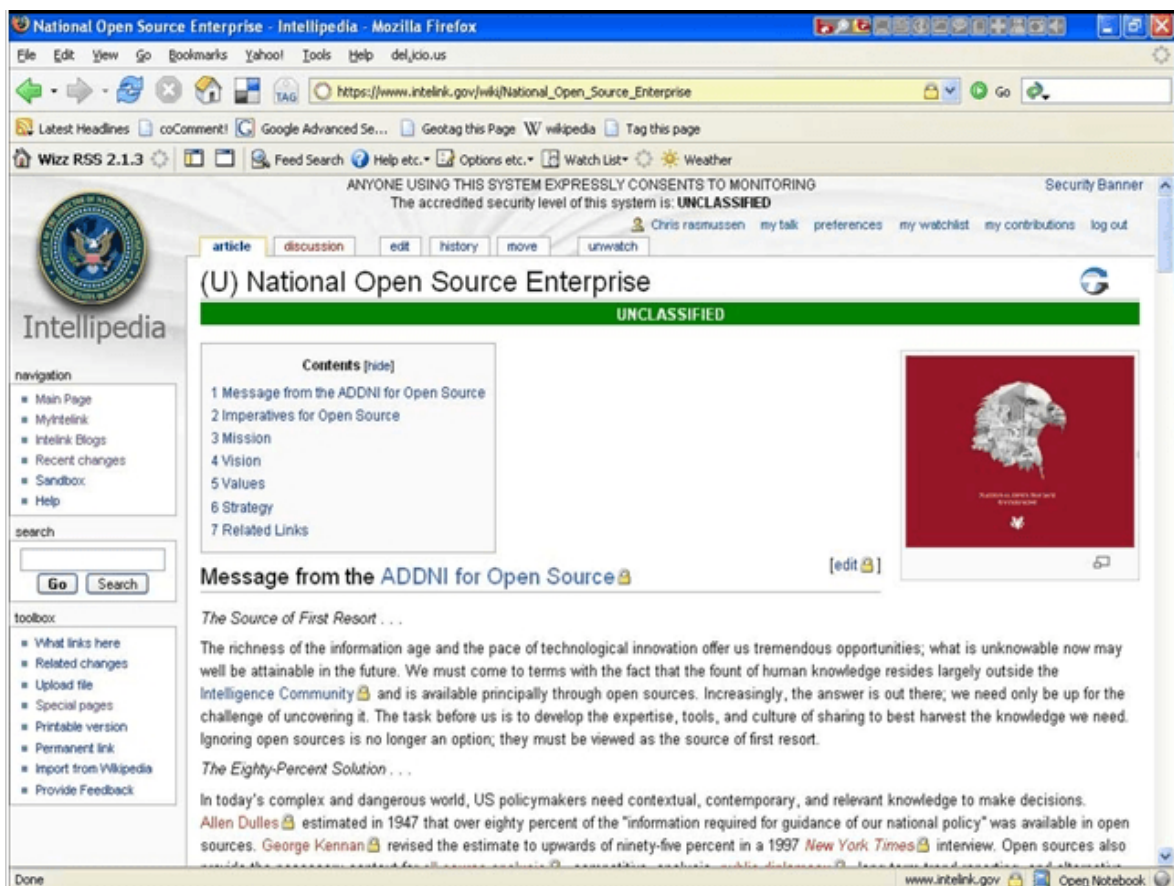 National Open Source Enterprise - Intellipedia - Mozilla Firefox
File Edit View Go Bookmarks Yahoo! Tools Help del.icio.us
TAG https://www.intelink.gov/wiki/National_Open_Source_Enterprise Go
Latest Headlines coComment! Google Advanced Se... Geotag this Page wikipedia Tag this page
Wizz RSS 2.1.3 Feed Search Help etc. Options etc. Watch List Weather
ANYONE USING THIS SYSTEM EXPRESSLY CONSENTS TO MONITORING Security Banner
The accredited security level of this system is: UNCLASSIFIED
Chris rasmussen my talk preferences my watchlist my contributions log out
article discussion edit history move unwatch
(U) National Open Source Enterprise
UNCLASSIFIED
Intellipedia
navigation
Main Page
MyIntelink
Intelink Blogs
Recent changes
Sandbox
Help
search
Go Search
toolbox
What links here
Related changes
Upload file
Special pages
Printable version
Permanent link
Import from Wikipedia
Provide Feedback
Contents [hide]
1 Message from the ADDNI for Open Source
2 Imperatives for Open Source
3 Mission
4 Vision
5 Values
6 Strategy
7 Related Links
NATIONAL OPEN SOURCE
ENTERPRISE
Message from the ADDNI for Open Source [edit]
The Source of First Resort . . .
The richness of the information age and the pace of technological innovation offer us tremendous opportunities; what is unknowable now may
well be attainable in the future. We must come to terms with the fact that the fount of human knowledge resides largely outside the
Intelligence Community and is available principally through open sources. Increasingly, the answer is out there; we need only be up for the
challenge of uncovering it. The task before us is to develop the expertise, tools, and culture of sharing to best harvest the knowledge we need.
Ignoring open sources is no longer an option; they must be viewed as the source of first resort.
The Eighty-Percent Solution . . .
In today's complex and dangerous world, US policymakers need contextual, contemporary, and relevant knowledge to make decisions.
Allen Dulles estimated in 1947 that over eighty percent of the "information required for guidance of our national policy" was available in open
sources. George Kennan revised the estimate to upwards of ninety-five percent in a 1997 New York Times interview. Open sources also
Done www.intelink.gov Open Notebook